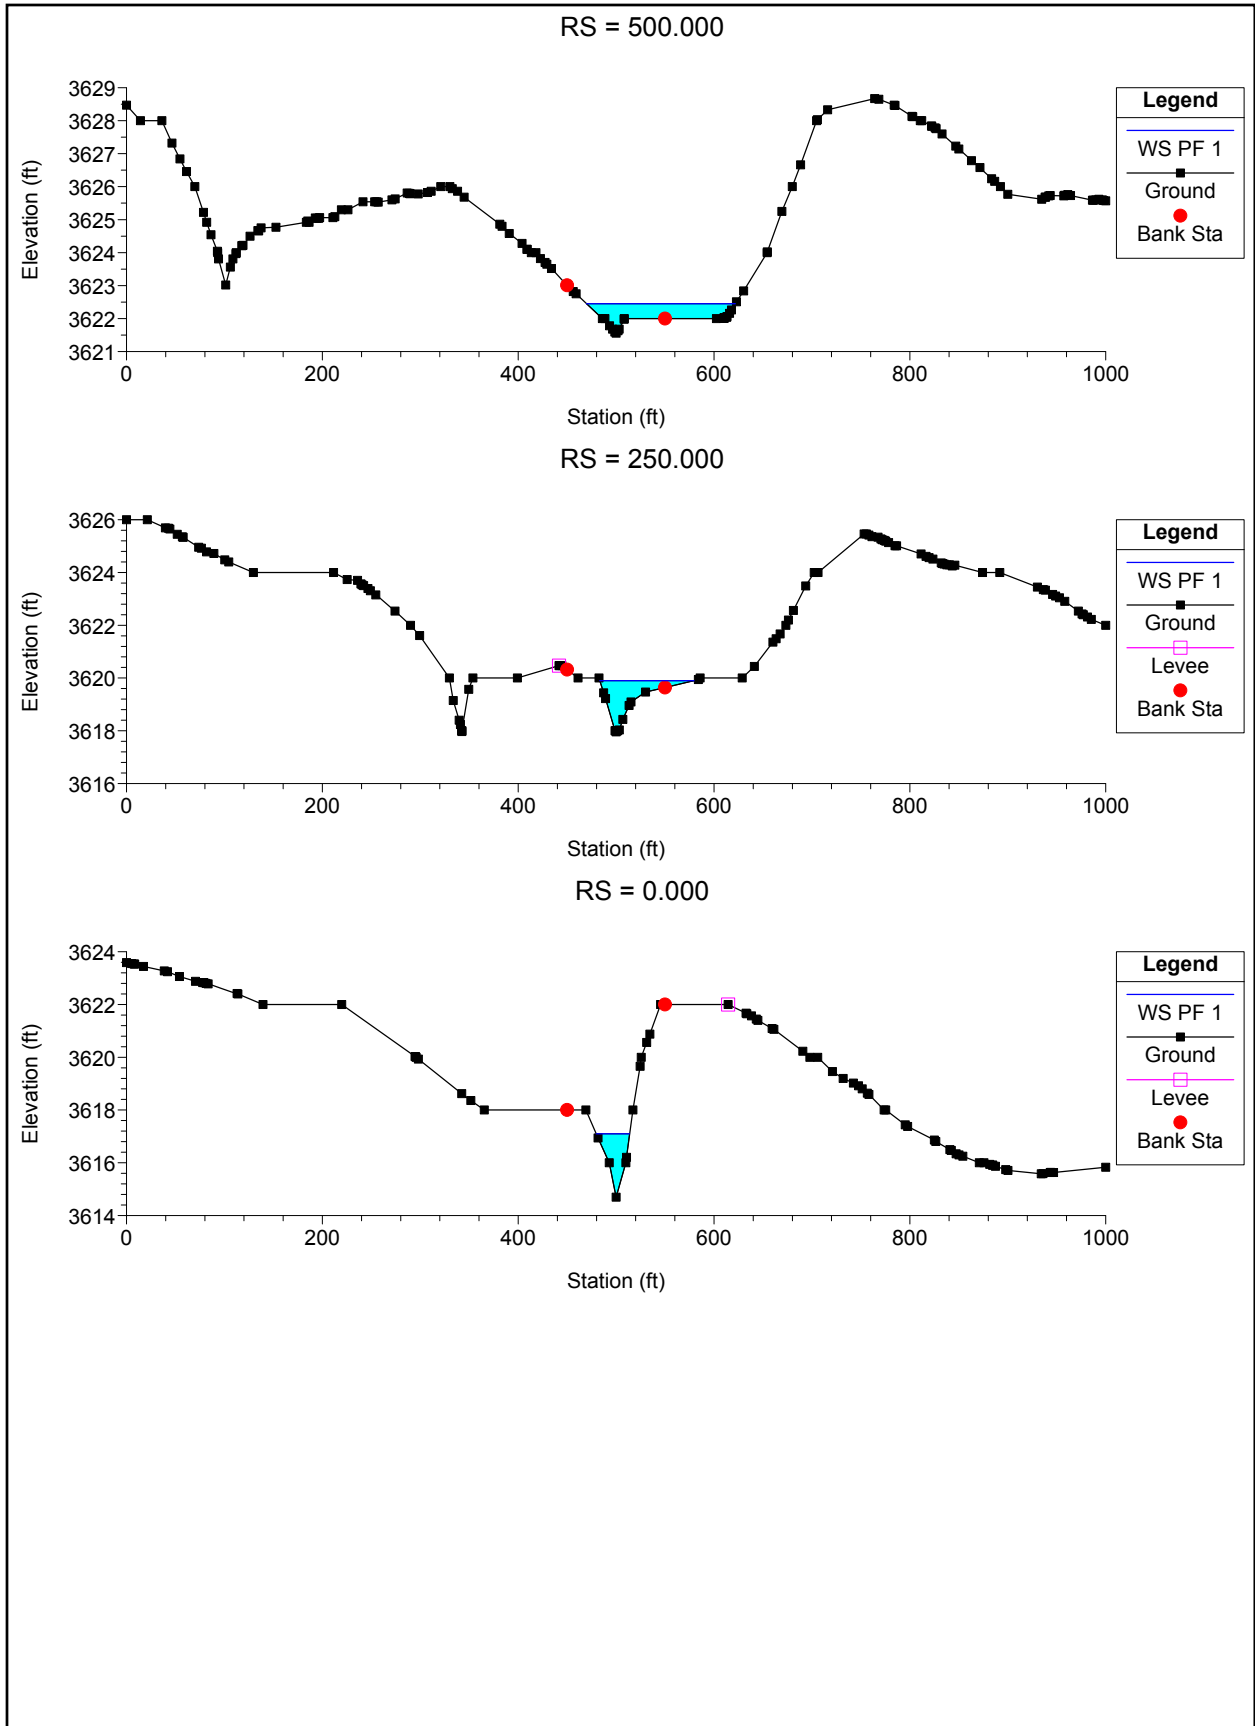 RS = 500.000
Elevation (ft)
3629
3628
3627
3626
3625
3624
3623
3622
3621
0 200 400 600 800 1000
Station (ft)
Legend
WS PF 1
Ground
Bank Sta
RS = 250.000
Elevation (ft)
3626
3624
3622
3620
3618
3616
0 200 400 600 800 1000
Station (ft)
Legend
WS PF 1
Ground
Levee
Bank Sta
RS = 0.000
Elevation (ft)
3624
3622
3620
3618
3616
3614
0 200 400 600 800 1000
Station (ft)
Legend
WS PF 1
Ground
Levee
Bank Sta